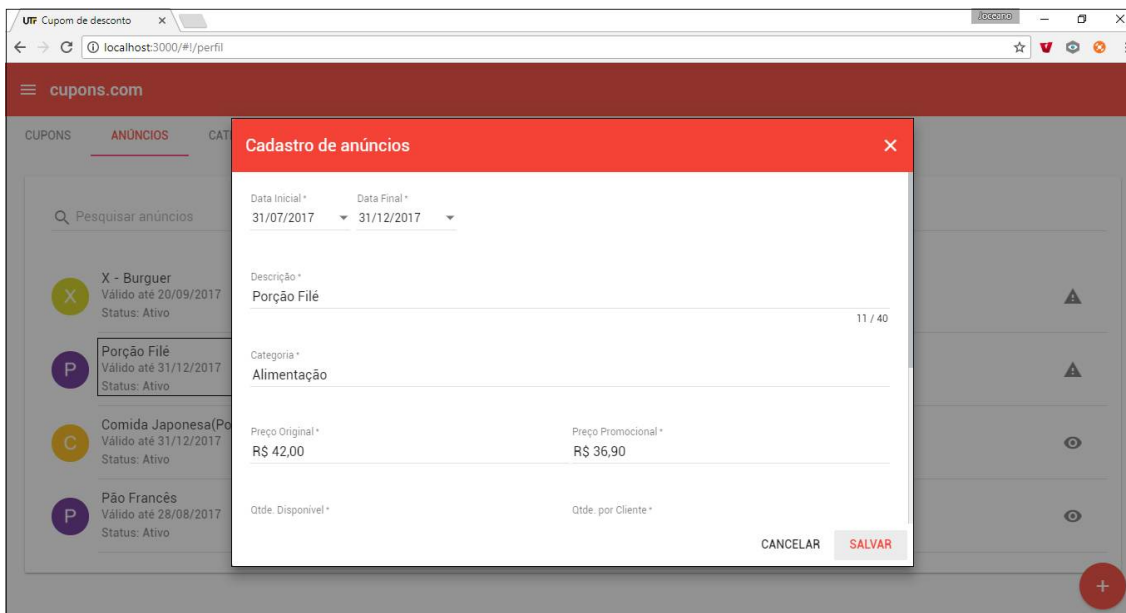 UTF Cupom de desconto
joceano
localhost:3000/#!/perfil
cupons.com
CUPONS ANÚNCIOS CAT
Cadastro de anúncios
Pesquisar anúncios
X
X - Burguer
Válido até 20/09/2017
Status: Ativo
P
Porção Filé
Válido até 31/12/2017
Status: Ativo
C
Comida Japonesa(Po
Válido até 31/12/2017
Status: Ativo
P
Pão Francês
Válido até 28/08/2017
Status: Ativo
Data Inicial * Data Final *
31/07/2017 31/12/2017
Descrição *
Porção Filé
11 / 40
Categoria *
Alimentação
Preço Original * Preço Promocional *
R$ 42,00 R$ 36,90
Qtde. Disponível * Qtde. por Cliente *
CANCELAR SALVAR